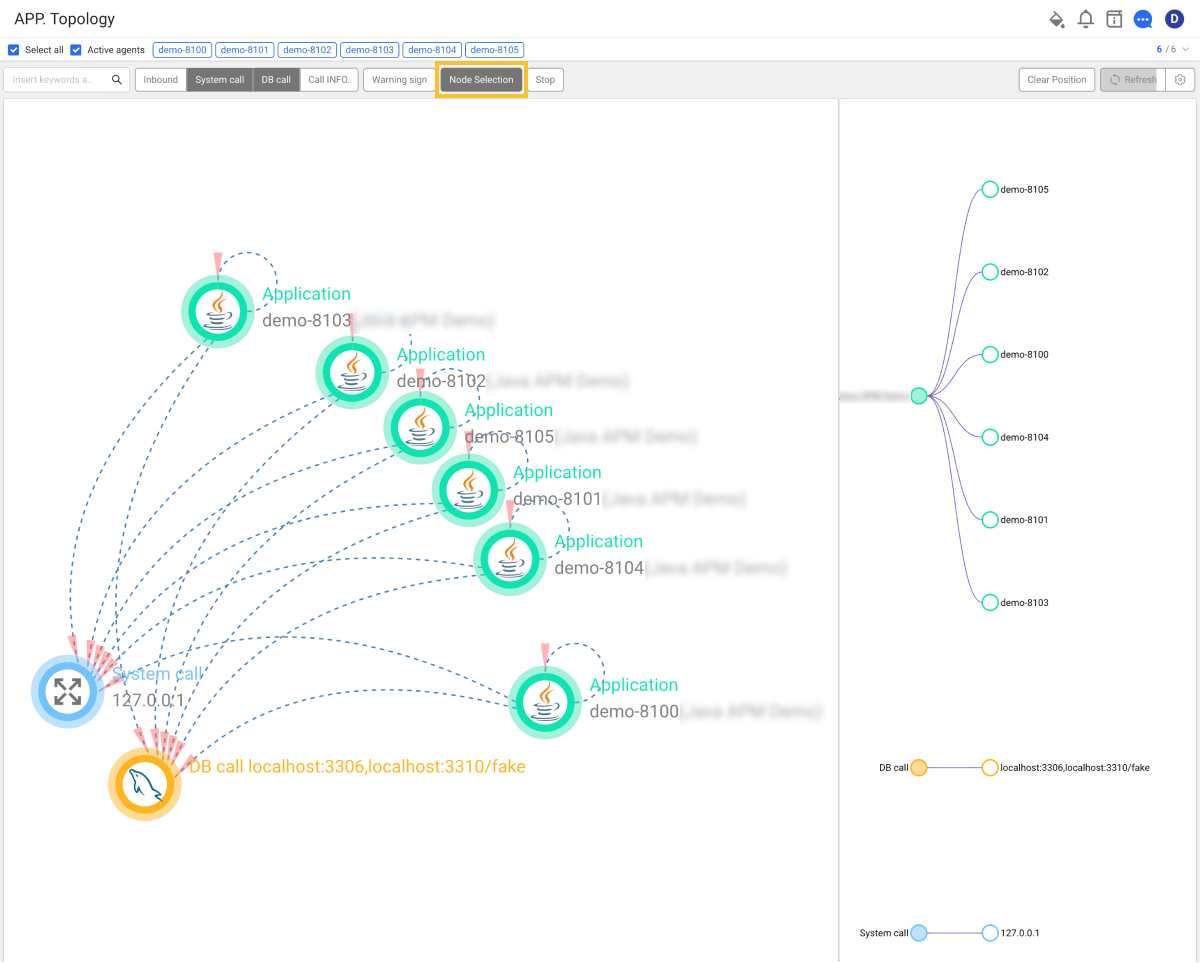 APP. Topology
D
Select all Active agents demo-8100 demo-8101 demo-8102 demo-8103 demo-8104 demo-8105 6 / 6
Insert keywords a... Inbound System call DB call Call INFO. Warning sign Node Selection Stop Clear Position Refresh
Application
demo-8103
Application
demo-8102(Java APM Demo)
Application
demo-8105(Java APM Demo)
Application
demo-8101(Java APM Demo)
Application
demo-8104(Java APM Demo)
System call
127.0.0.1
Application
demo-8100(Java APM Demo)
DB call localhost:3306,localhost:3310/fake
demo-8105
demo-8102
demo-8100
Java APM Demo
demo-8104
demo-8101
demo-8103
DB call localhost:3306,localhost:3310/fake
System call 127.0.0.1